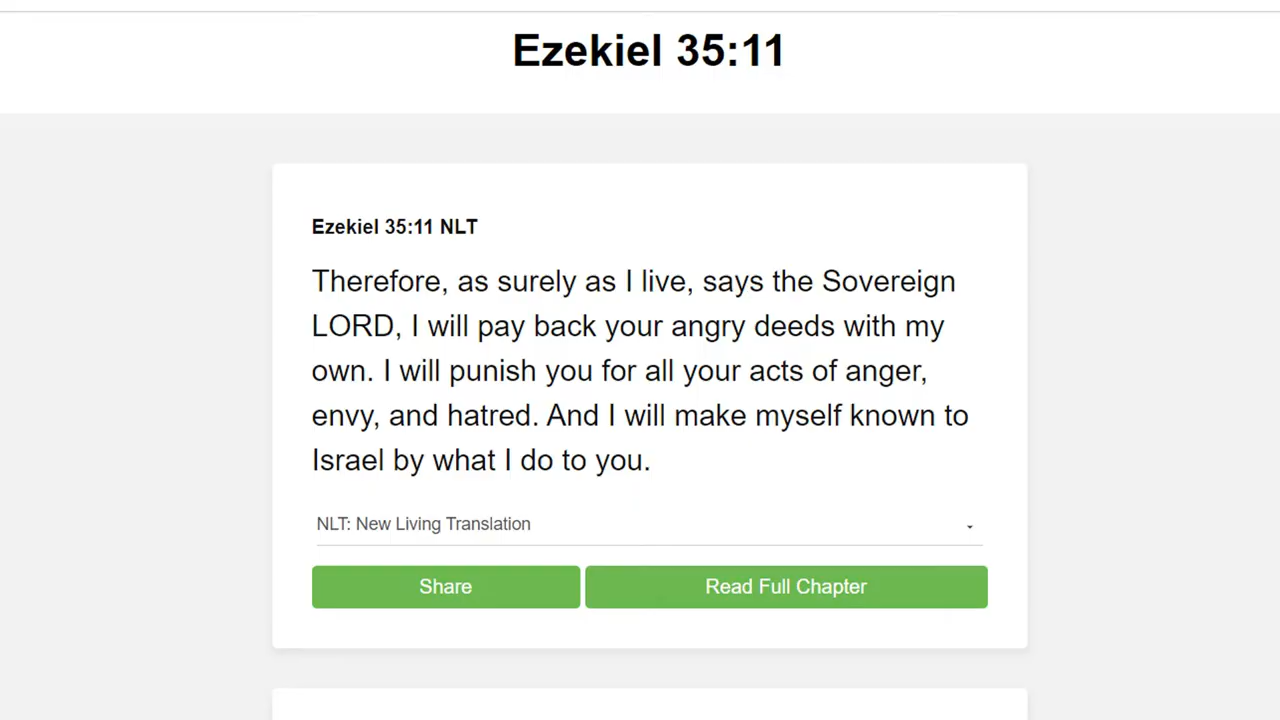 Ezekiel 35:11
Ezekiel 35:11 NLT
Therefore, as surely as I live, says the Sovereign
LORD, I will pay back your angry deeds with my
own. I will punish you for all your acts of anger,
envy, and hatred. And I will make myself known to
Israel by what I do to you.
NLT: New Living Translation
Share
Read Full Chapter